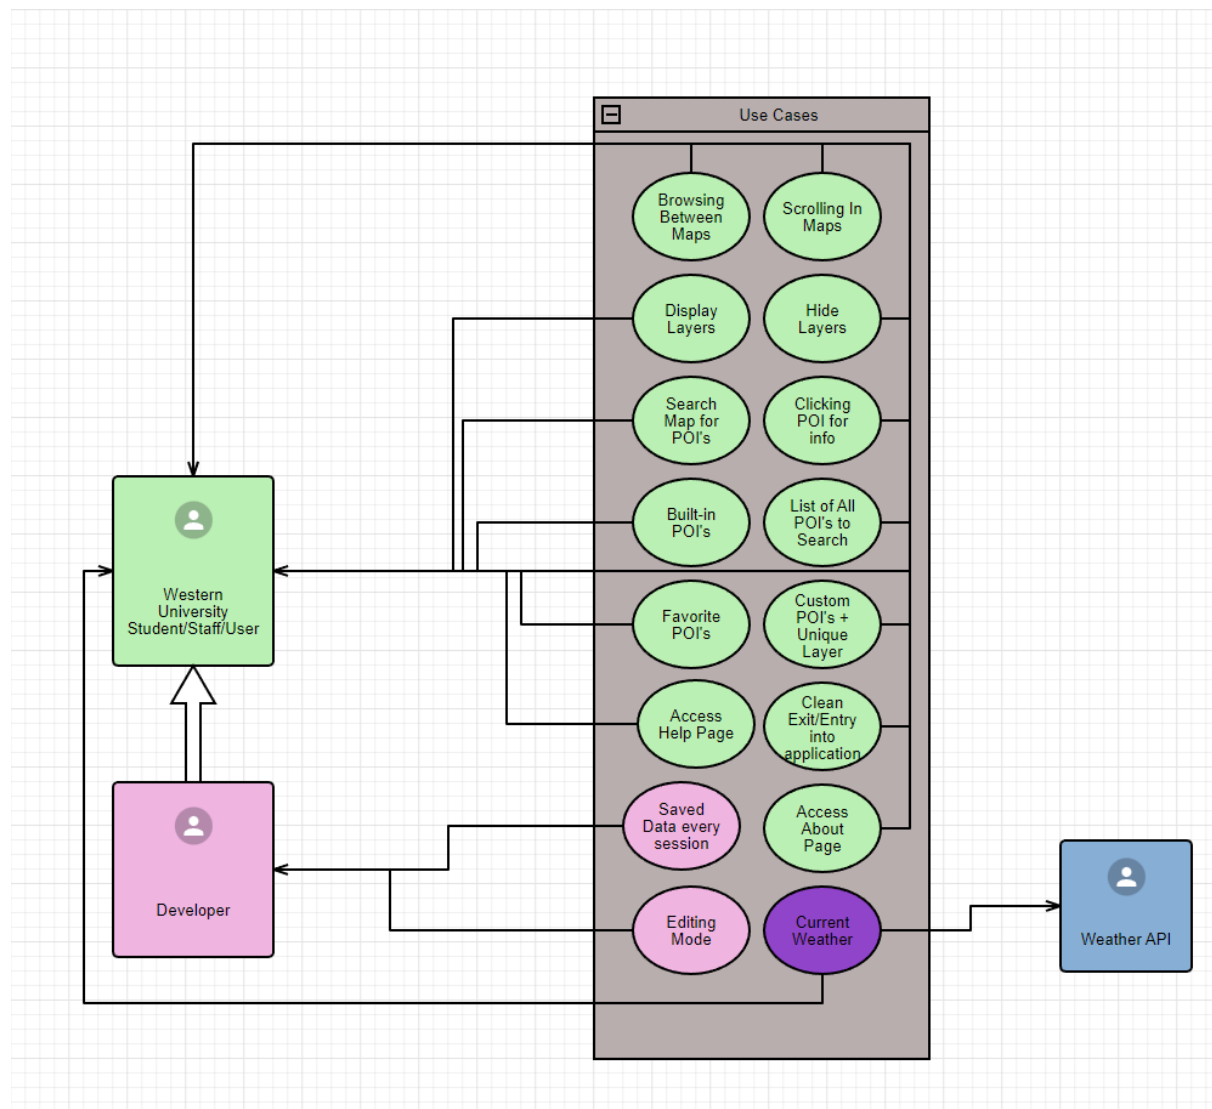 Use Cases
Browsing
Between
Maps
Scrolling In
Maps
Display
Layers
Hide
Layers
Search
Map for
POI's
Clicking
POI for
info
Built-in
POI's
List of All
POI's to
Search
Western
University
Student/Staff/User
Favorite
POI's
Custom
POI's +
Unique
Layer
Access
Help Page
Clean
Exit/Entry
into
application
Saved
Data every
session
Access
About
Page
Developer
Editing
Mode
Current
Weather
Weather API